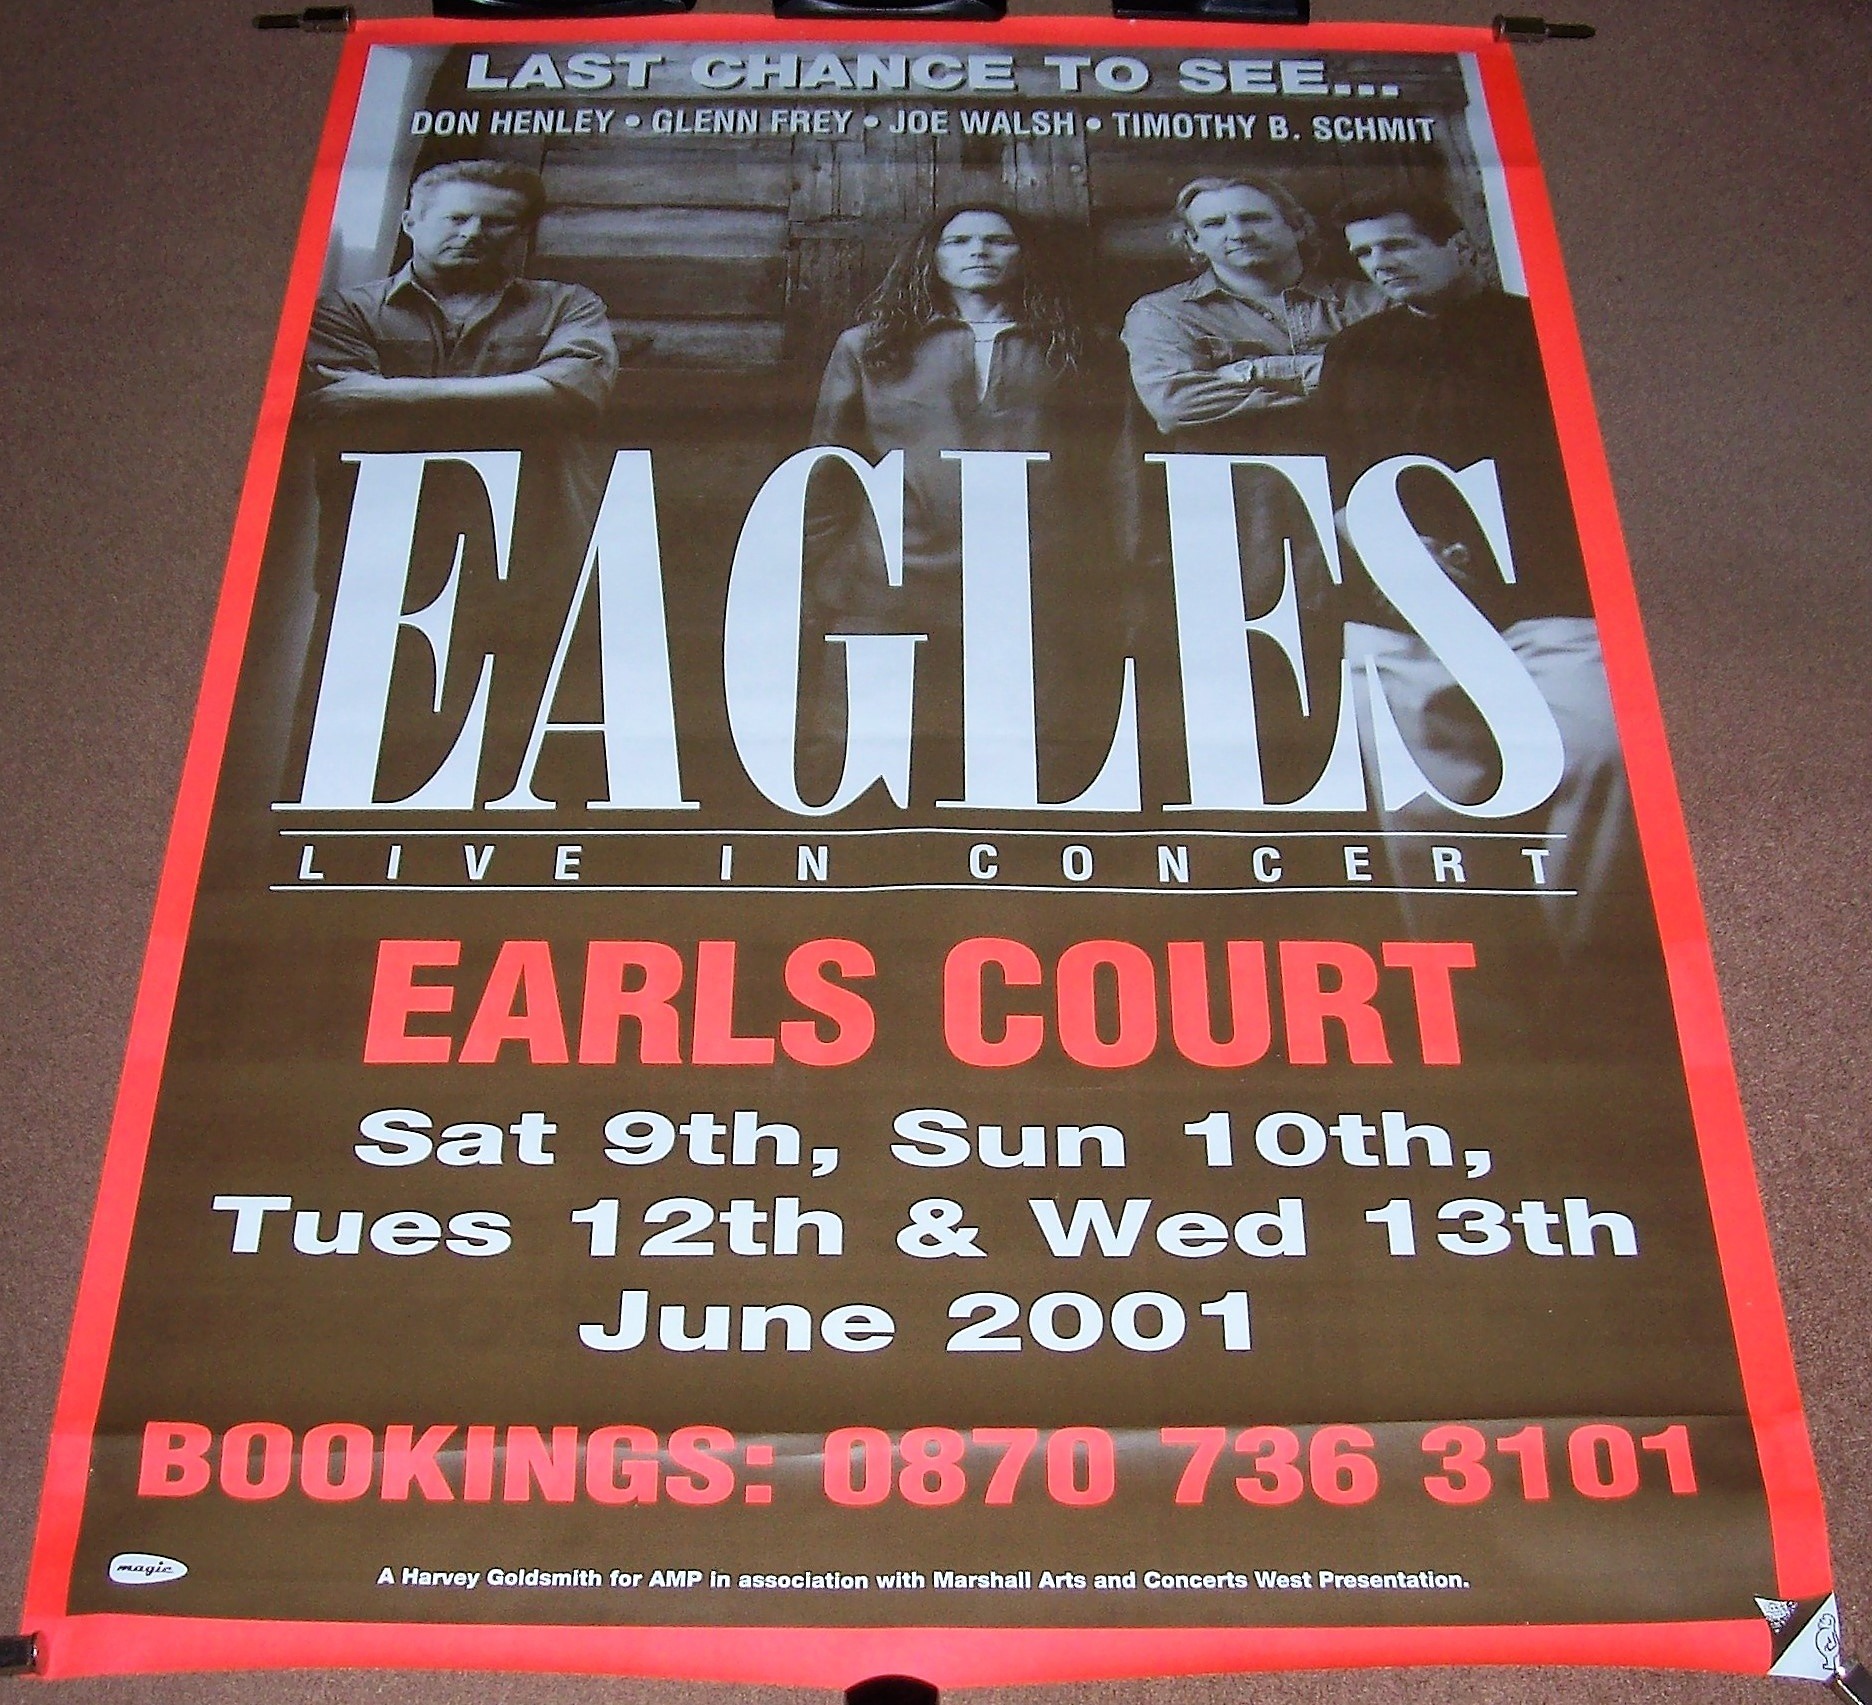 LAST CHANCE TO SEE...
DON HENLEY • GLENN FREY • JOE WALSH • TIMOTHY B. SCHMIT
EAGLES
LIVE IN CONCERT
EARLS COURT
Sat 9th, Sun 10th,
Tues 12th & Wed 13th
June 2001
BOOKINGS: 0870 736 3101
magic
A Harvey Goldsmith for AMP in association with Marshall Arts and Concerts West Presentation.